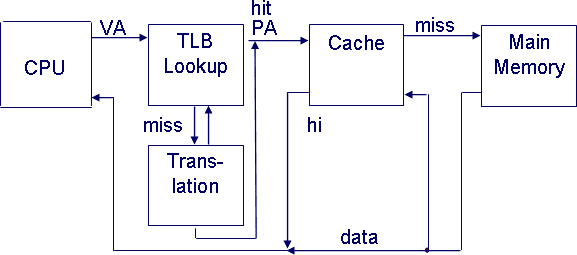 hit
VA
PA
miss
CPU
TLB
Lookup
Cache
Main
Memory
miss
hi
Trans-
lation
data